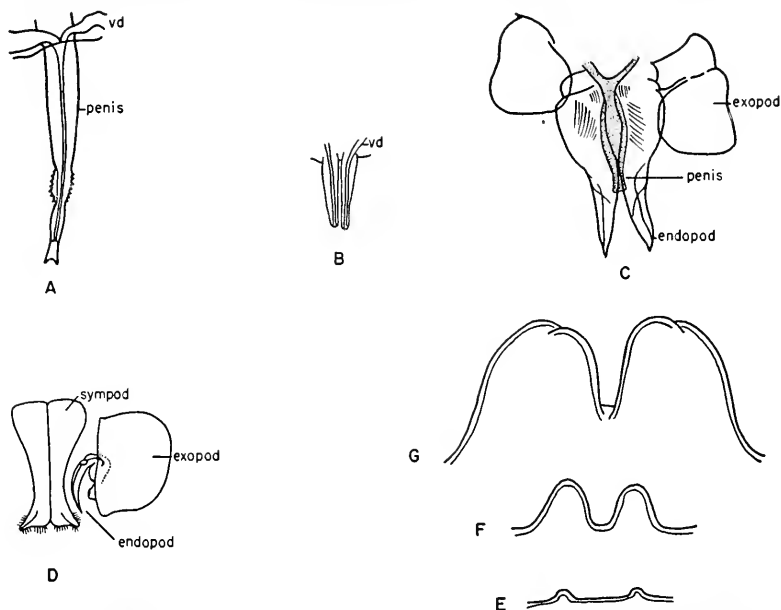 vd
penis
A
vd
B
exopod
penis
endopod
C
sympod
exopod
endopod
D
G
F
E